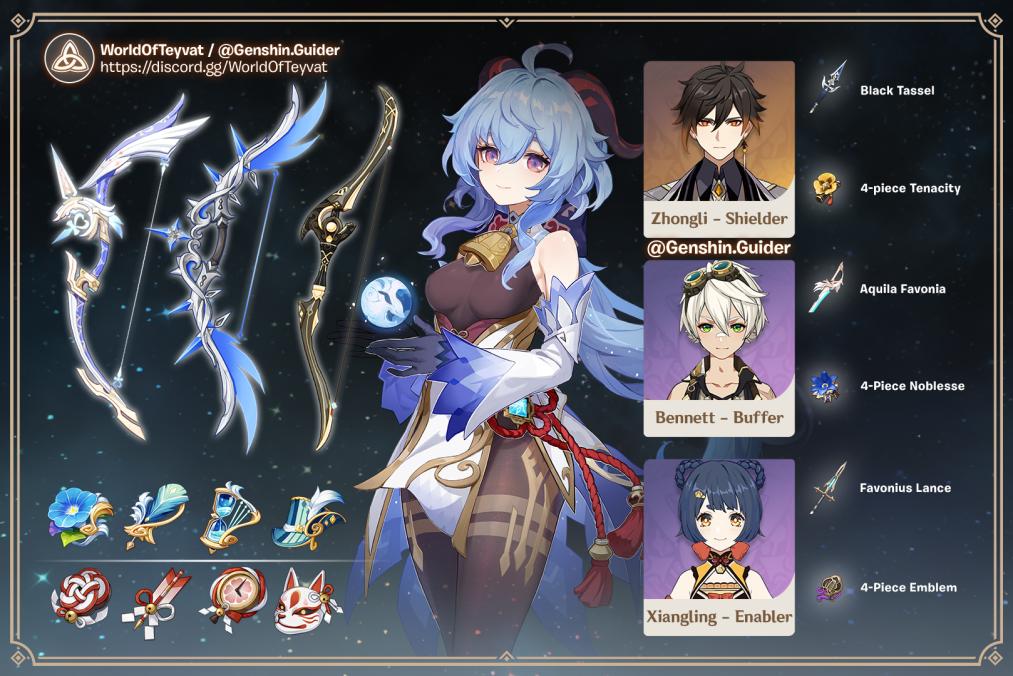 WorldOfTeyvat / @Genshin.Guider
https://discord.gg/WorldOfTeyvat
Zhongli - Shielder
Black Tassel
4-piece Tenacity
@Genshin.Guider
Bennett - Buffer
Aquila Favonia
4-Piece Noblesse
Xiangling - Enabler
Favonius Lance
4-Piece Emblem